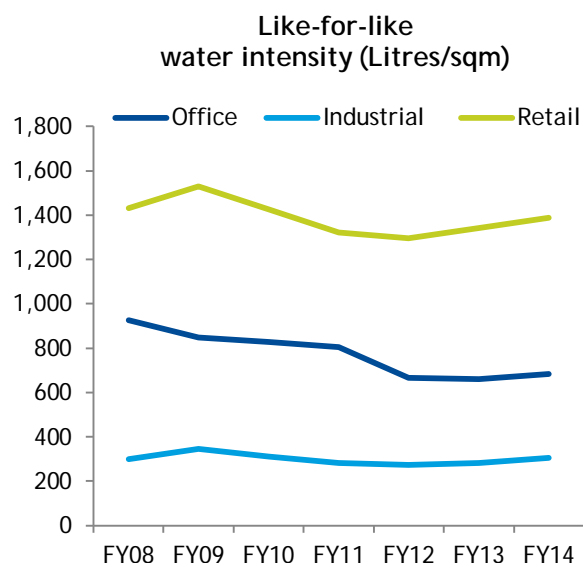 Like-for-like
water intensity (Litres/sqm)
Office Industrial Retail
1,800
1,600
1,400
1,200
1,000
800
600
400
200
0
FY08 FY09 FY10 FY11 FY12 FY13 FY14